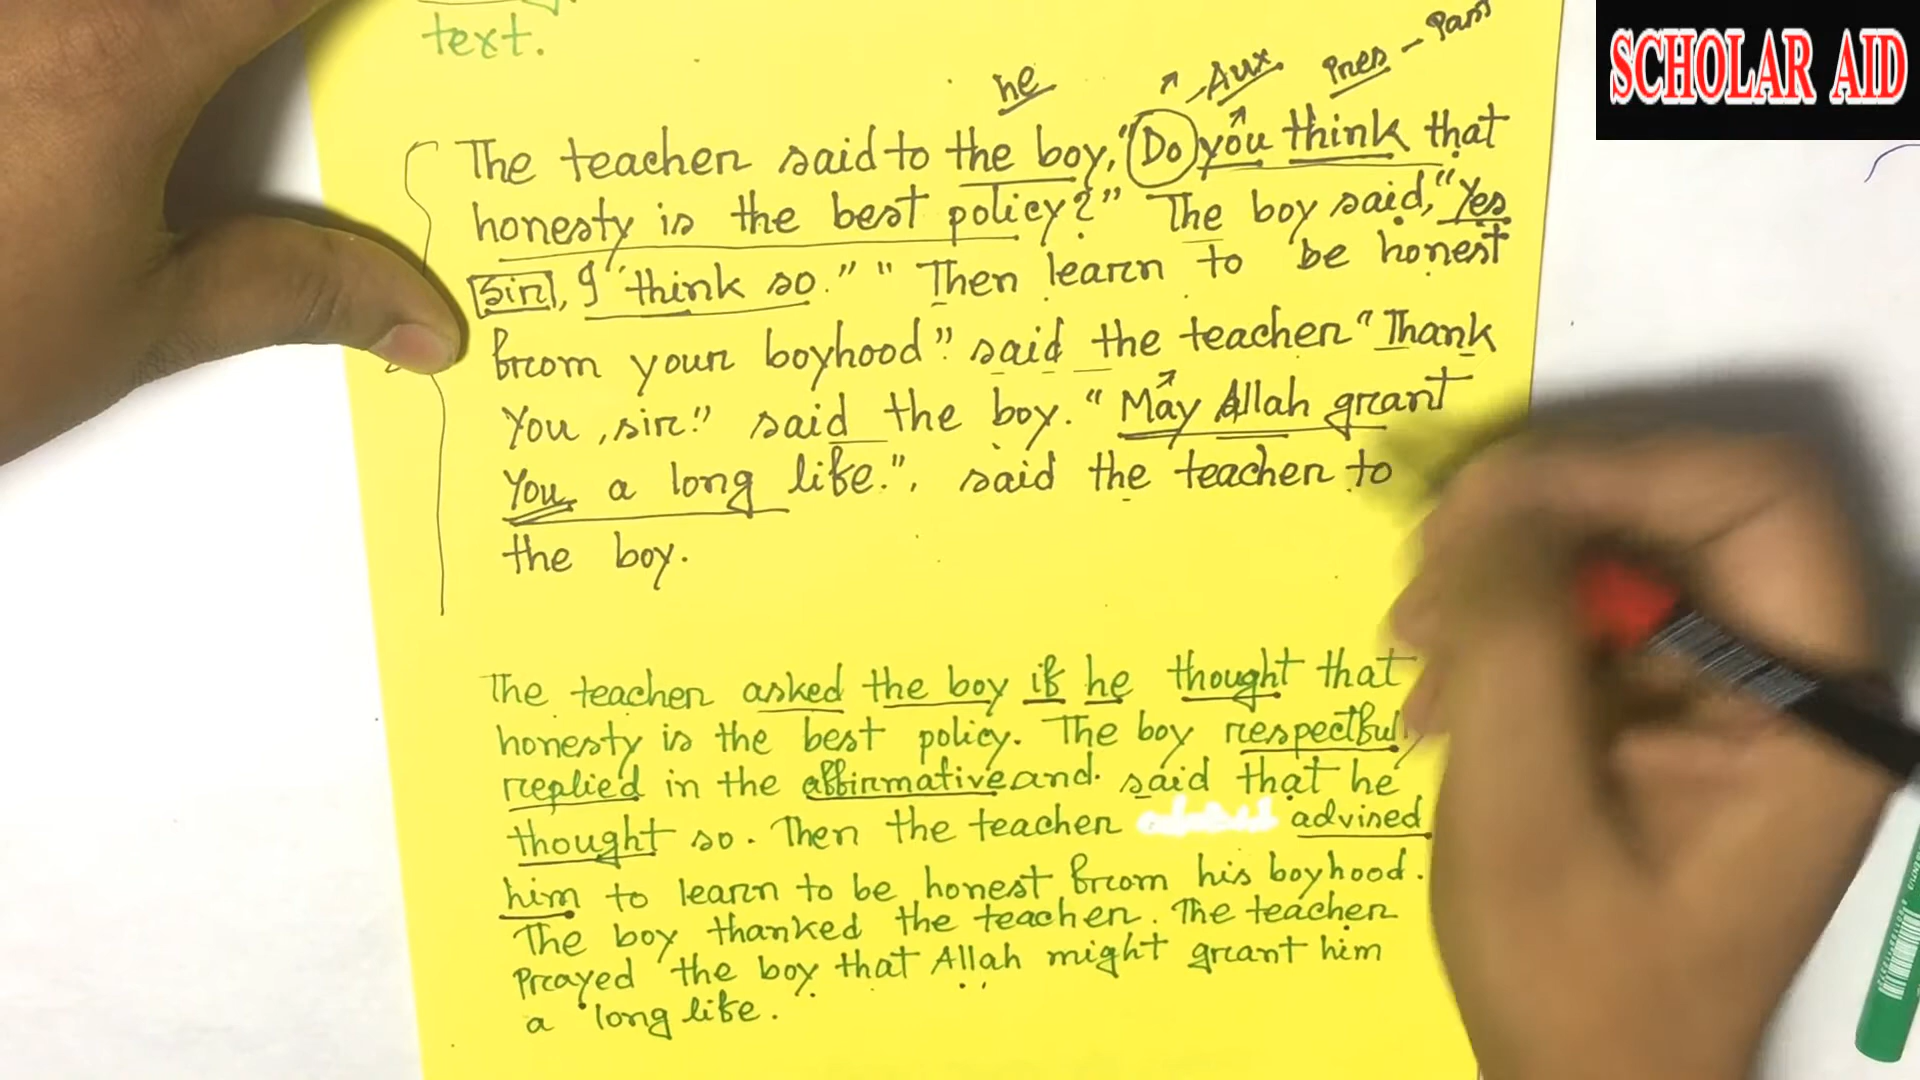 text.
SCHOLAR AID
he
Aux
Pres - Past
The teacher said to the boy, "Do you think that
honesty is the best policy?" The boy said, "Yes
Sir, I think so." "Then learn to be honest
from your boyhood". said the teacher "Thank
You, sir." said the boy. "May Allah grant
You a long life.", said the teacher to
the boy.
The teacher asked the boy if he thought that
honesty is the best policy. The boy respectful
replied in the affirmative and said that he
thought so. Then the teacher advised
him to learn to be honest from his boyhood.
The boy thanked the teacher. The teacher
Prayed the boy that Allah might grant him
a long life.